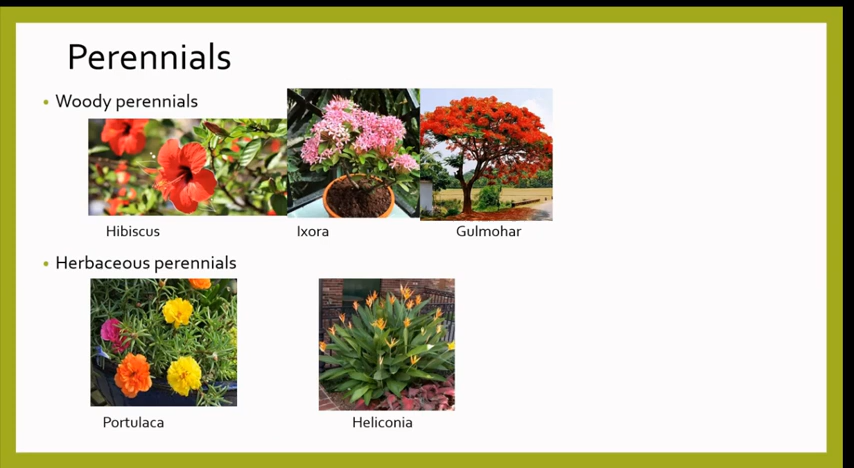 Perennials
• Woody perennials
Hibiscus
Ixora
Gulmohar
• Herbaceous perennials
Portulaca
Heliconia